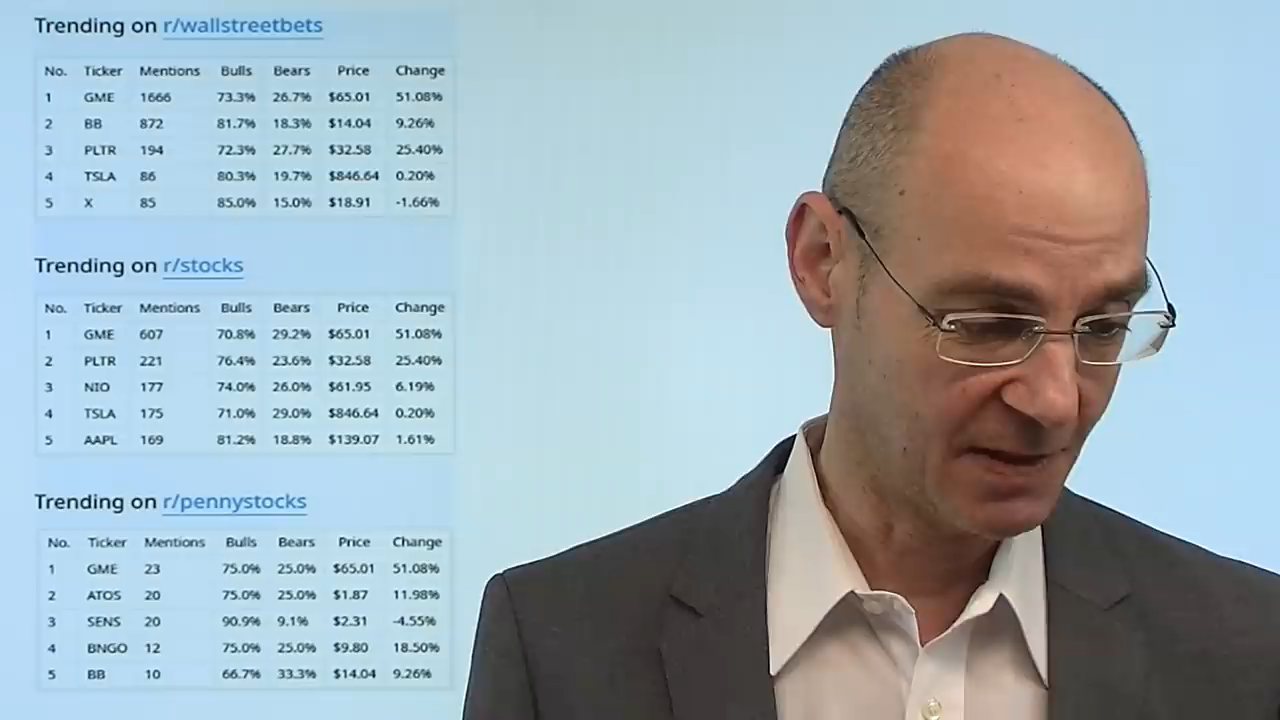 Trending on r/wallstreetbets
No. Ticker Mentions Bulls Bears Price Change
1 GME 1666 73.3% 26.7% $65.01 51.08%
2 BB 872 81.7% 18.3% $14.04 9.26%
3 PLTR 194 72.3% 27.7% $32.58 25.40%
4 TSLA 86 80.3% 19.7% $846.64 0.20%
5 X 85 85.0% 15.0% $18.91 -1.66%
Trending on r/stocks
No. Ticker Mentions Bulls Bears Price Change
1 GME 607 70.8% 29.2% $65.01 51.08%
2 PLTR 221 76.4% 23.6% $32.58 25.40%
3 NIO 177 74.0% 26.0% $61.95 6.19%
4 TSLA 175 71.0% 29.0% $846.64 0.20%
5 AAPL 169 81.2% 18.8% $139.07 1.61%
Trending on r/pennystocks
No. Ticker Mentions Bulls Bears Price Change
1 GME 23 75.0% 25.0% $65.01 51.08%
2 ATOS 20 75.0% 25.0% $1.87 11.98%
3 SENS 20 90.9% 9.1% $2.31 -4.55%
4 BNGO 12 75.0% 25.0% $9.80 18.50%
5 BB 10 66.7% 33.3% $14.04 9.26%